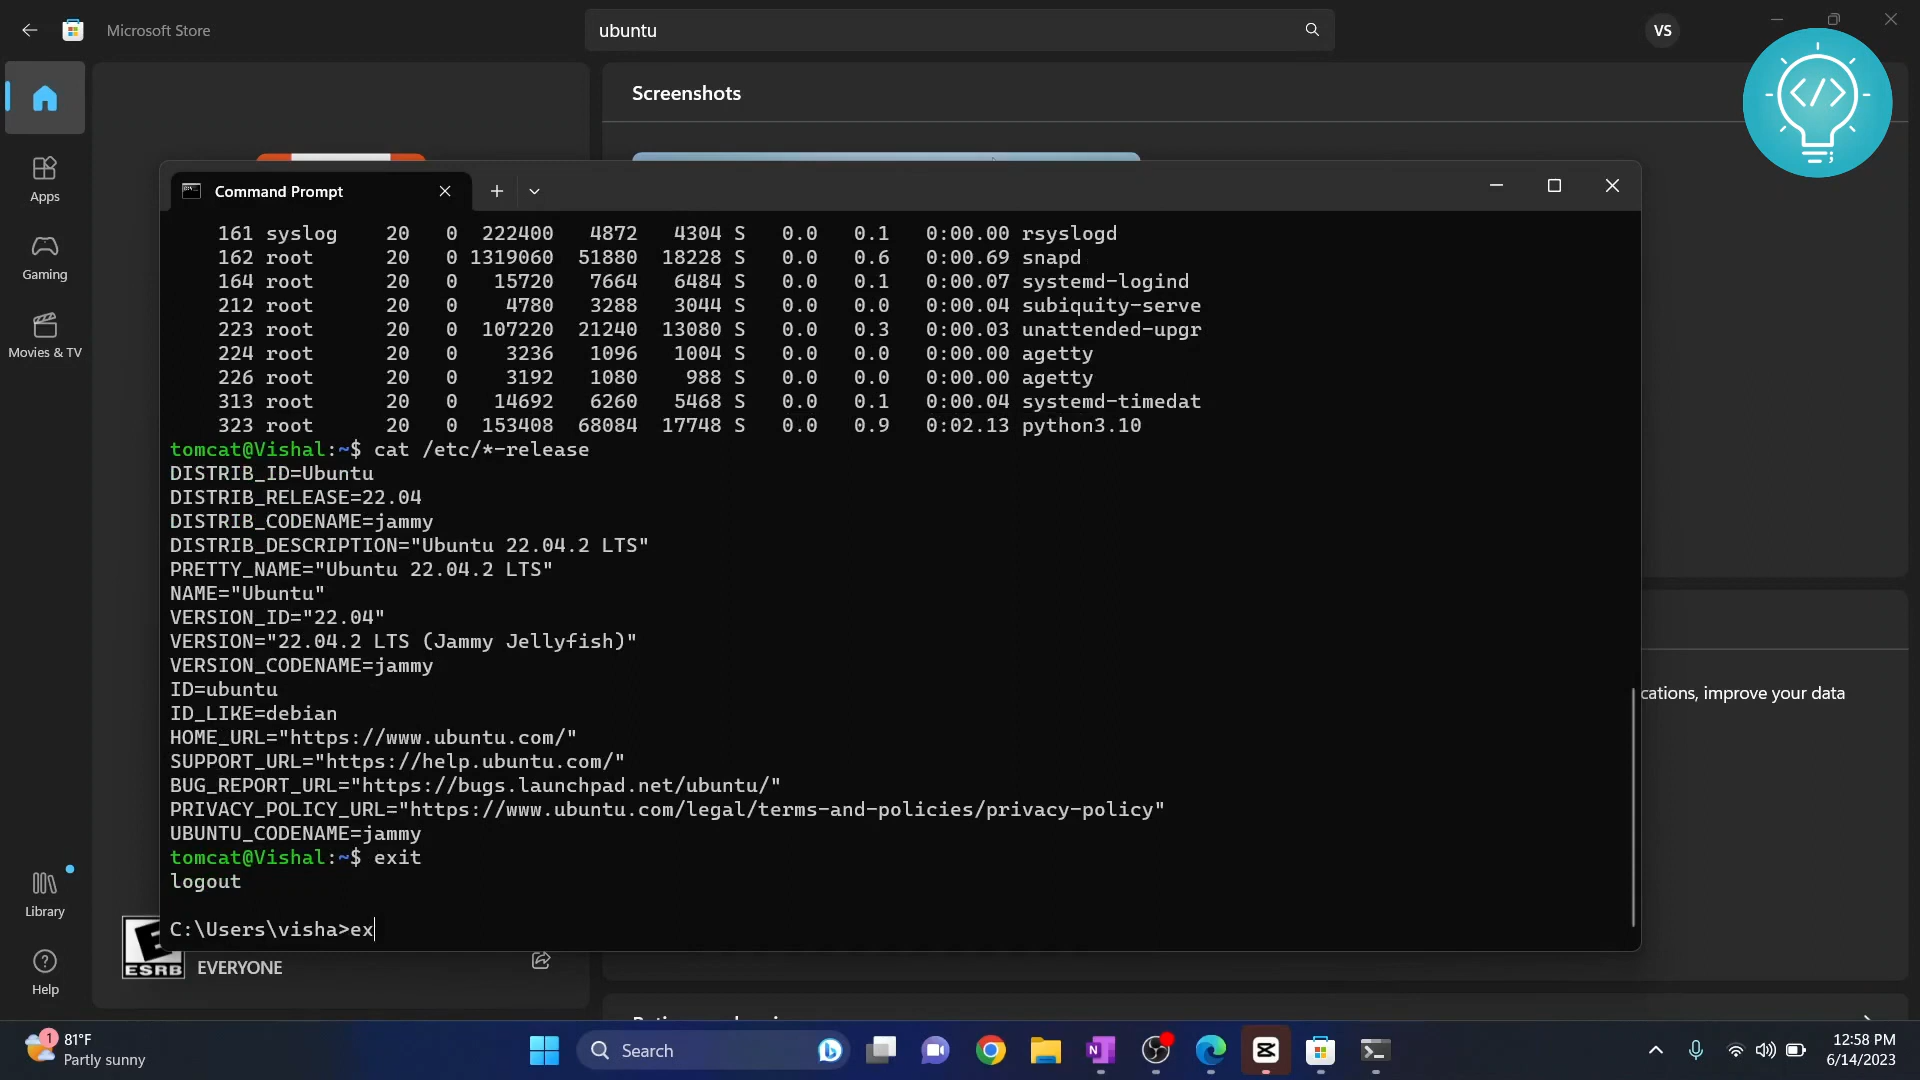 Microsoft Store
ubuntu
VS
Screenshots
</>
Apps
Gaming
Movies & TV
Command Prompt
161 syslog 20 0 222400 4872 4304 S 0.0 0.1 0:00.00 rsyslogd
162 root 20 0 1319060 51880 18228 S 0.0 0.6 0:00.69 snapd
164 root 20 0 15720 7664 6484 S 0.0 0.1 0:00.07 systemd-logind
212 root 20 0 4780 3288 3044 S 0.0 0.0 0:00.04 subiquity-serve
223 root 20 0 107220 21240 13080 S 0.0 0.3 0:00.03 unattended-upgr
224 root 20 0 3236 1096 1004 S 0.0 0.0 0:00.00 agetty
226 root 20 0 3192 1080 988 S 0.0 0.0 0:00.00 agetty
313 root 20 0 14692 6260 5468 S 0.0 0.1 0:00.04 systemd-timedat
323 root 20 0 153408 68084 17748 S 0.0 0.9 0:02.13 python3.10
tomcat@Vishal:~$ cat /etc/*-release
DISTRIB_ID=Ubuntu
DISTRIB_RELEASE=22.04
DISTRIB_CODENAME=jammy
DISTRIB_DESCRIPTION="Ubuntu 22.04.2 LTS"
PRETTY_NAME="Ubuntu 22.04.2 LTS"
NAME="Ubuntu"
VERSION_ID="22.04"
VERSION="22.04.2 LTS (Jammy Jellyfish)"
VERSION_CODENAME=jammy
ID=ubuntu
ID_LIKE=debian
HOME_URL="https://www.ubuntu.com/"
SUPPORT_URL="https://help.ubuntu.com/"
BUG_REPORT_URL="https://bugs.launchpad.net/ubuntu/"
PRIVACY_POLICY_URL="https://www.ubuntu.com/legal/terms-and-policies/privacy-policy"
UBUNTU_CODENAME=jammy
tomcat@Vishal:~$ exit
logout
C:\Users\visha>ex
cations, improve your data
Library
Help
E
ESRB
EVERYONE
1
81°F
Partly sunny
Search
12:58 PM
6/14/2023